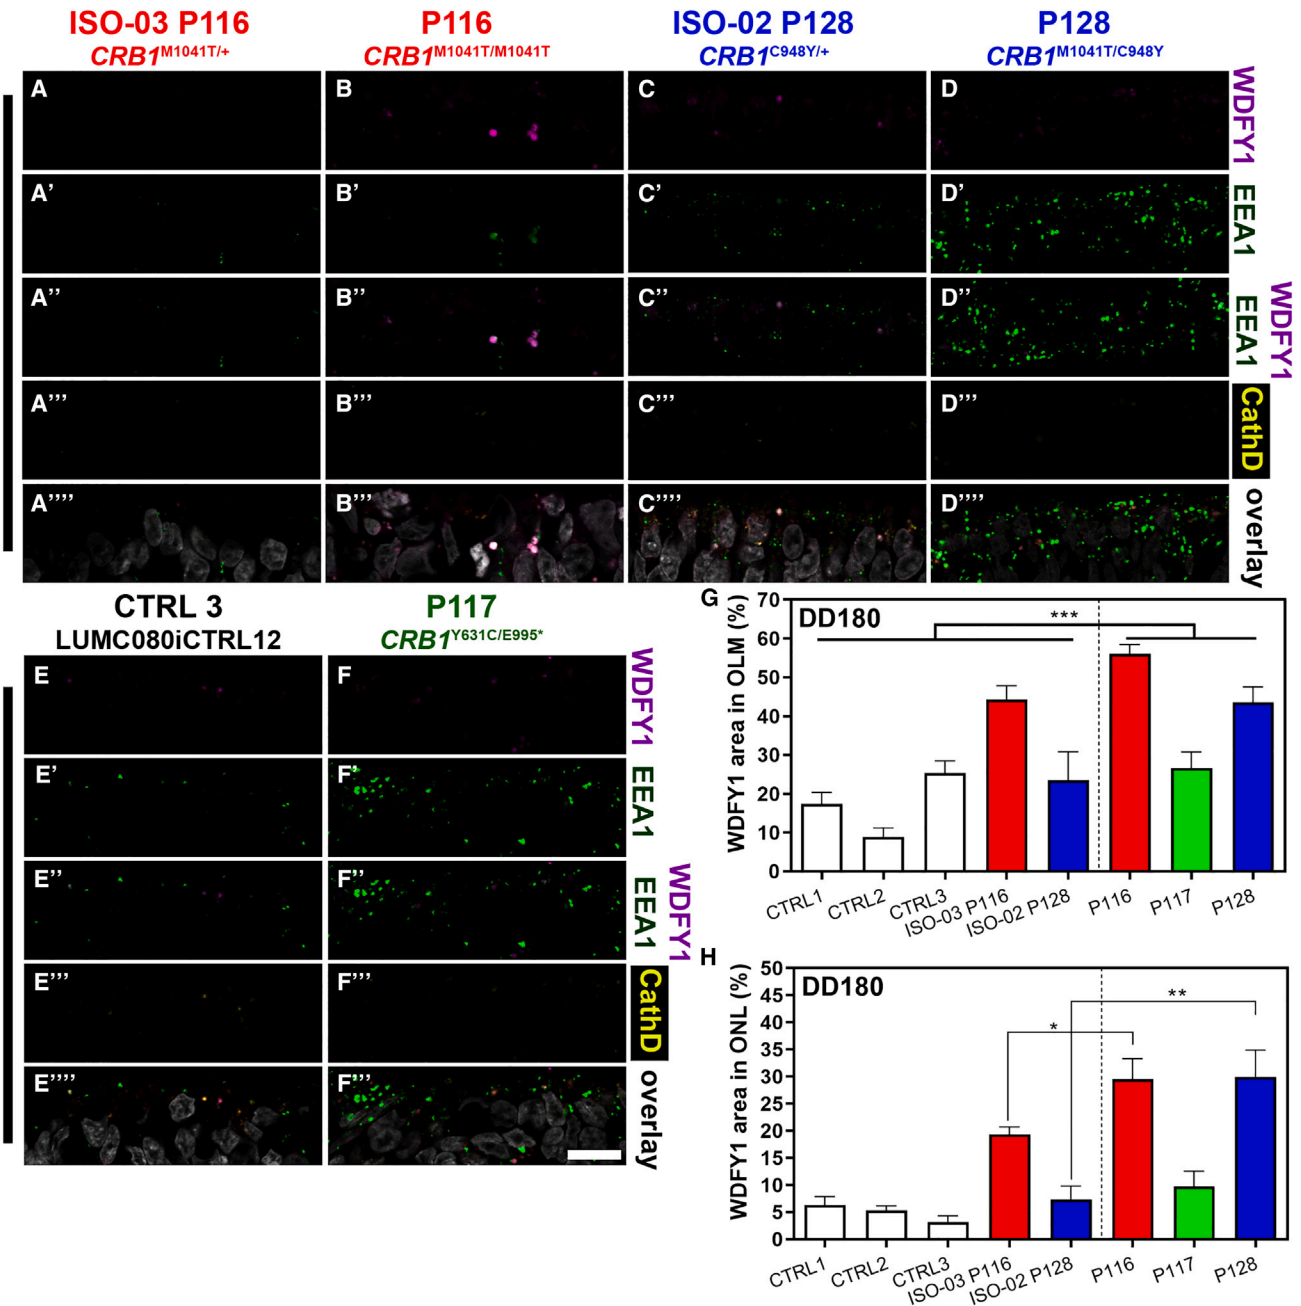 ISO-03 P116
CRB1M1041T/+
P116
CRB1M1041T/M1041T
ISO-02 P128
CRB1C948Y/+
P128
CRB1M1041T/C948Y
A
B
C
D
WDFY1
A’
B’
C’
D’
EEA1
A’’
B’’
C’’
D’’
EEA1
WDFY1
A’’’
B’’’
C’’’
D’’’
CathD
A’’’’
B’’’’
C’’’’
D’’’’
overlay
CTRL 3
LUMC080iCTRL12
P117
CRB1Y631C/E995*
E
F
WDFY1
E’
F’
EEA1
E’’
F’’
EEA1
WDFY1
E’’’
F’’’
CathD
E’’’’
F’’’’
overlay
G
DD180
***
WDFY1 area in OLM (%)
70
60
50
40
30
20
10
0
CTRL1
CTRL2
CTRL3
ISO-03 P116
ISO-02 P128
P116
P117
P128
H
DD180
*
**
WDFY1 area in ONL (%)
50
45
40
35
30
25
20
15
10
5
0
CTRL1
CTRL2
CTRL3
ISO-03 P116
ISO-02 P128
P116
P117
P128